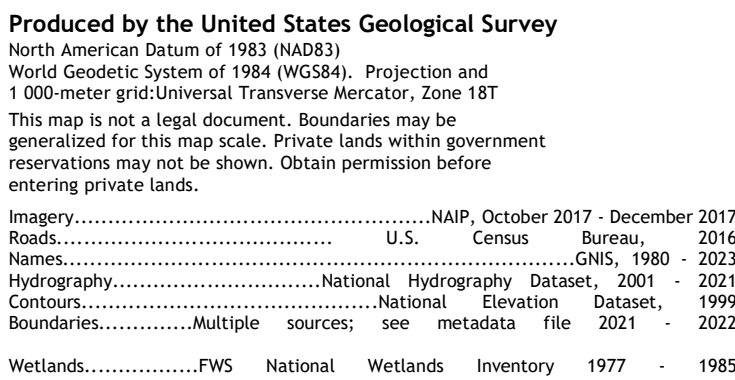 Produced by the United States Geological Survey
North American Datum of 1983 (NAD83)
World Geodetic System of 1984 (WGS84).  Projection and
1 000-meter grid:Universal Transverse Mercator, Zone 18T
This map is not a legal document. Boundaries may be
generalized for this map scale. Private lands within government
reservations may not be shown. Obtain permission before
entering private lands.
Imagery.....................................................NAIP, October 2017 - December 2017
Roads......................................... U.S. Census Bureau, 2016
Names............................................................................GNIS, 1980 - 2023
Hydrography...............................National Hydrography Dataset, 2001 - 2021
Contours............................................National Elevation Dataset, 1999
Boundaries..............Multiple sources; see metadata file 2021 - 2022
Wetlands.................FWS National Wetlands Inventory 1977 - 1985